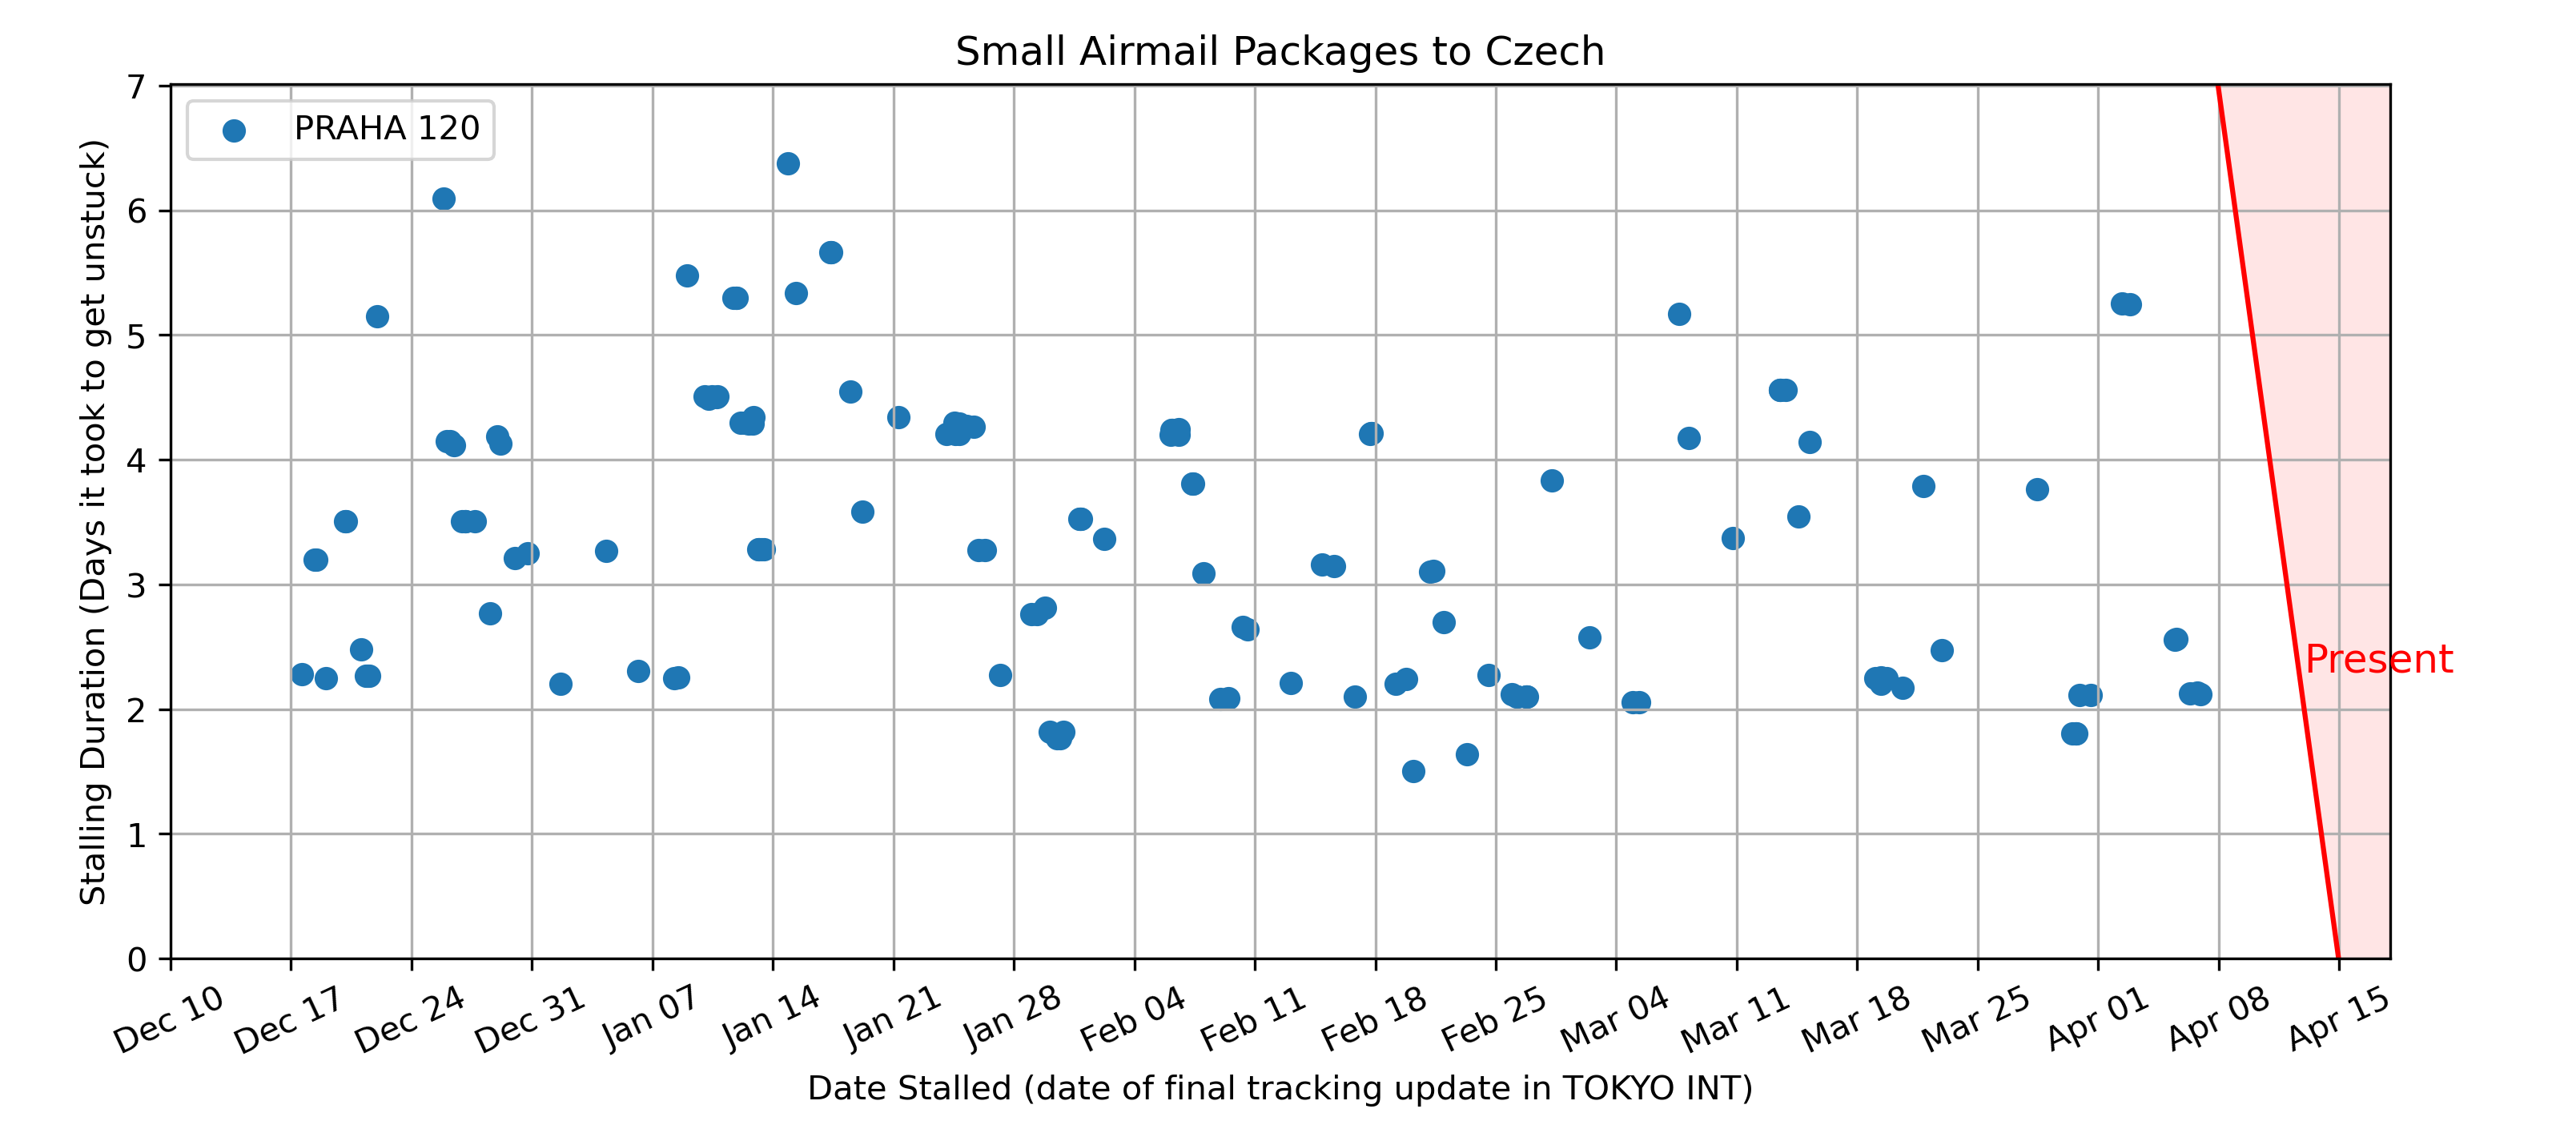 Small Airmail Packages to Czech
PRAHA 120
Stalling Duration (Days it took to get unstuck)
7
6
5
4
3
2
1
0
Present
Dec 10
Dec 17
Dec 24
Dec 31
Jan 07
Jan 14
Jan 21
Jan 28
Feb 04
Feb 11
Feb 18
Feb 25
Mar 04
Mar 11
Mar 18
Mar 25
Apr 01
Apr 08
Apr 15
Date Stalled (date of final tracking update in TOKYO INT)